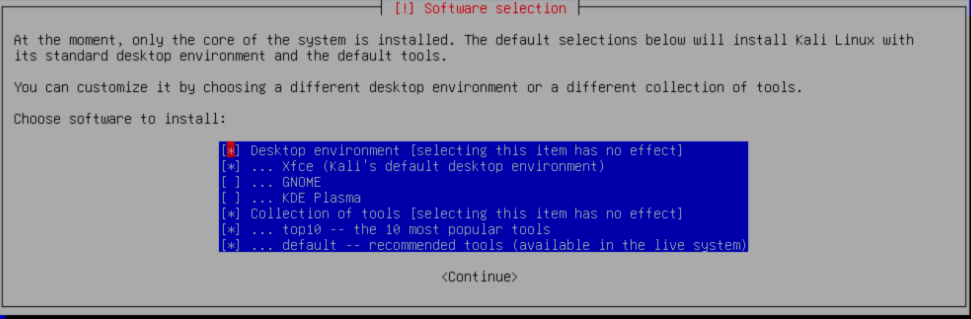 [!] Software selection
At the moment, only the core of the system is installed. The default selections below will install Kali Linux with
its standard desktop environment and the default tools.
You can customize it by choosing a different desktop environment or a different collection of tools.
Choose software to install:
[*] Desktop environment [selecting this item has no effect]
[*] ... Xfce (Kali's default desktop environment)
[ ] ... GNOME
[ ] ... KDE Plasma
[*] Collection of tools [selecting this item has no effect]
[*] ... top10 -- the 10 most popular tools
[*] ... default -- recommended tools (available in the live system)
<Continue>